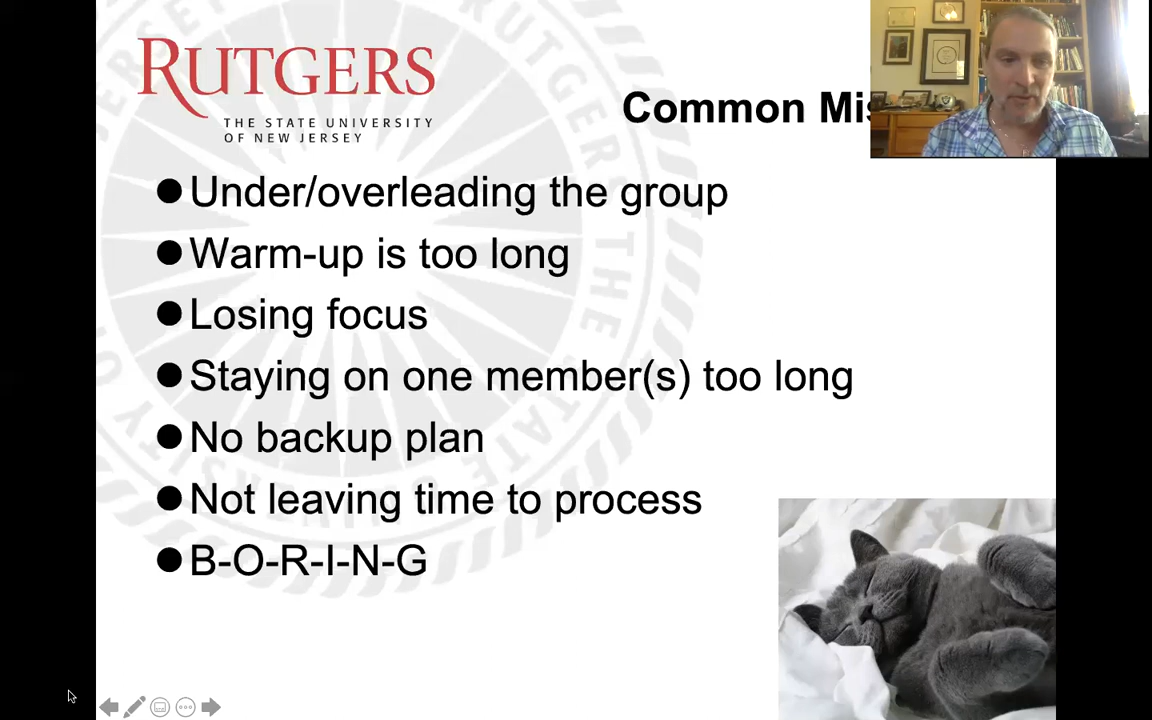 RUTGERS
THE STATE UNIVERSITY
OF NEW JERSEY
Common Mis
Under/overleading the group
Warm-up is too long
Losing focus
Staying on one member(s) too long
No backup plan
Not leaving time to process
B-O-R-I-N-G